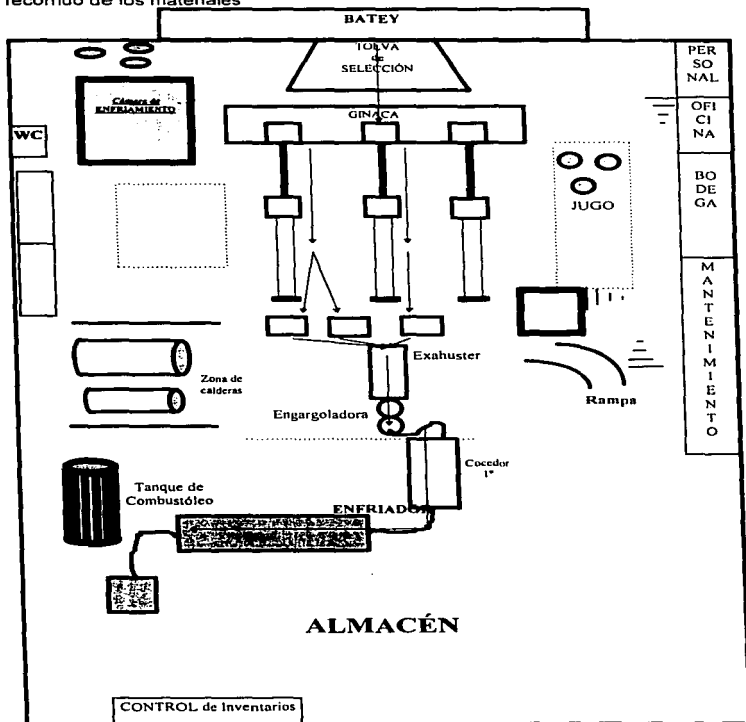 recorrido de los materiales
BATEY
TOLVA
de
SELECCIÓN
PER
SO
NAL
Cámara de
ENFRIAMIENTO
GINACA
OFI
CI
NA
WC
BO
DE
GA
JUGO
M
A
N
T
E
N
I
M
I
E
N
T
O
Exahuster
Zona de
calderas
Rampa
Engargoladora
Cocedor
1º
Tanque de
Combustóleo
ENFRIADOR
ALMACÉN
CONTROL de Inventarios